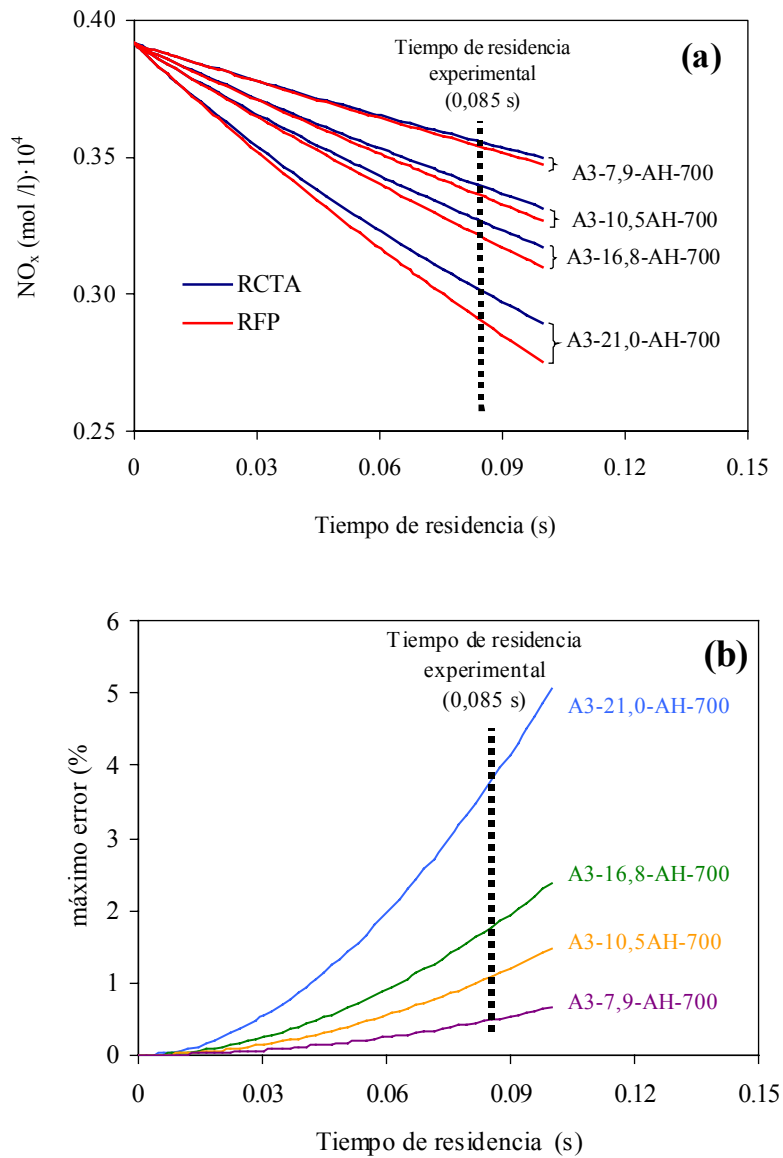 (a)
Tiempo de residencia
experimental
(0,085 s)
0.40
0.35
0.30
0.25
NOx (mol /l)·10⁴
A3-7,9-AH-700
A3-10,5AH-700
A3-16,8-AH-700
A3-21,0-AH-700
RCTA
RFP
0 0.03 0.06 0.09 0.12 0.15
Tiempo de residencia (s)
(b)
Tiempo de residencia
experimental
(0,085 s)
6
5
4
3
2
1
0
máximo error (%
A3-21,0-AH-700
A3-16,8-AH-700
A3-10,5AH-700
A3-7,9-AH-700
0 0.03 0.06 0.09 0.12 0.15
Tiempo de residencia (s)